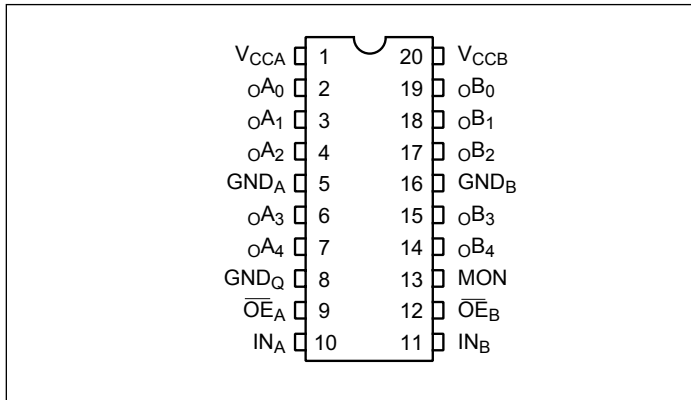 VCCA 1 20 VCCB
OA0 2 19 OB0
OA1 3 18 OB1
OA2 4 17 OB2
GNDA 5 16 GNDB
OA3 6 15 OB3
OA4 7 14 OB4
GNDQ 8 13 MON
O̅E̅A 9 12 O̅E̅B
INA 10 11 INB